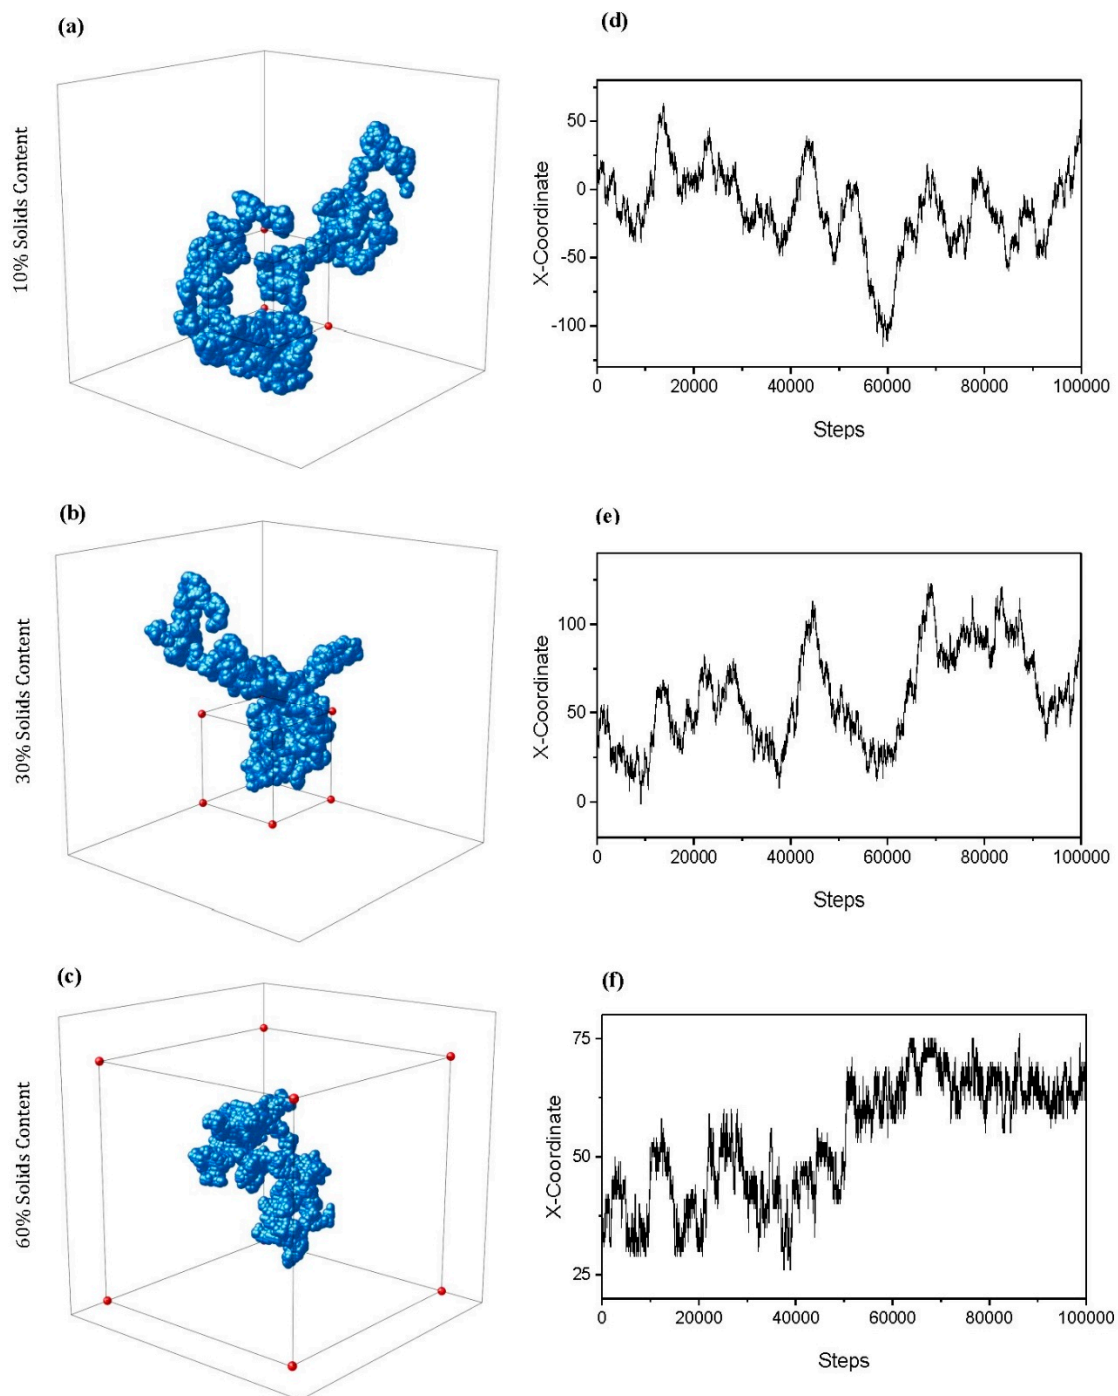 (a)
10% Solids Content
(d)
X-Coordinate
50
0
-50
-100
0 20000 40000 60000 80000 100000
Steps
(b)
30% Solids Content
(e)
X-Coordinate
100
50
0
0 20000 40000 60000 80000 100000
Steps
(c)
60% Solids Content
(f)
X-Coordinate
75
50
25
0 20000 40000 60000 80000 100000
Steps